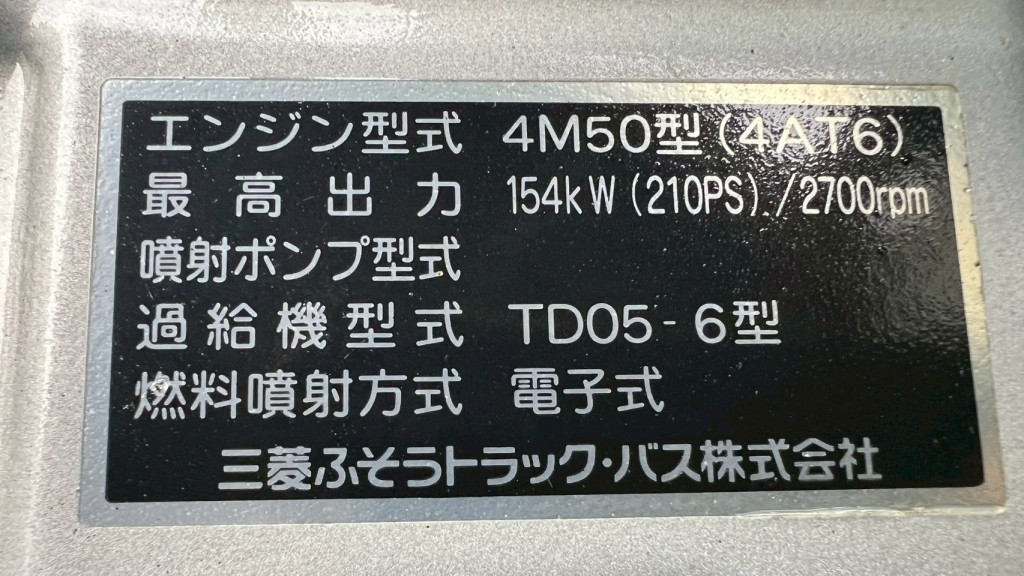 エンジン型式 4M50型(4AT6)
最高出力 154kW(210PS)./2700rpm
噴射ポンプ型式
過給機型式 TD05-6型
燃料噴射方式 電子式
三菱ふそうトラック・バス株式会社